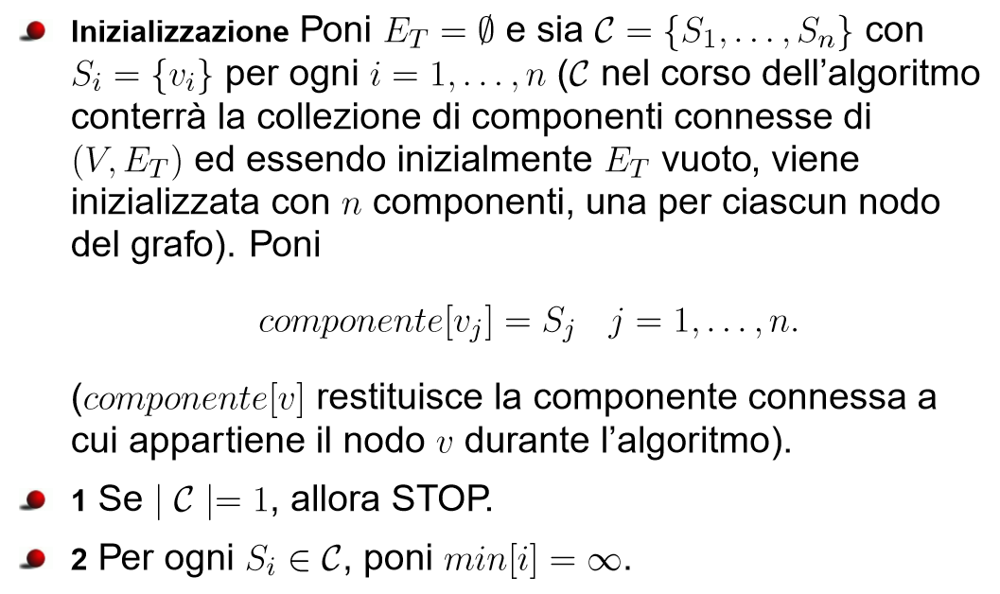 Inizializzazione Poni $E_T = \emptyset$ e sia $\mathcal{C} = \{S_1, \ldots, S_n\}$ con
$S_i = \{v_i\}$ per ogni $i = 1, \ldots, n$ ($\mathcal{C}$ nel corso dell'algoritmo
conterrà la collezione di componenti connesse di
$(V, E_T)$ ed essendo inizialmente $E_T$ vuoto, viene
inizializzata con $n$ componenti, una per ciascun nodo
del grafo). Poni
$componente[v_j] = S_j \quad j = 1, \ldots, n.$
($componente[v]$ restituisce la componente connessa a
cui appartiene il nodo $v$ durante l'algoritmo).
1 Se $| \mathcal{C} |= 1$, allora STOP.
2 Per ogni $S_i \in \mathcal{C}$, poni $min[i] = \infty$.